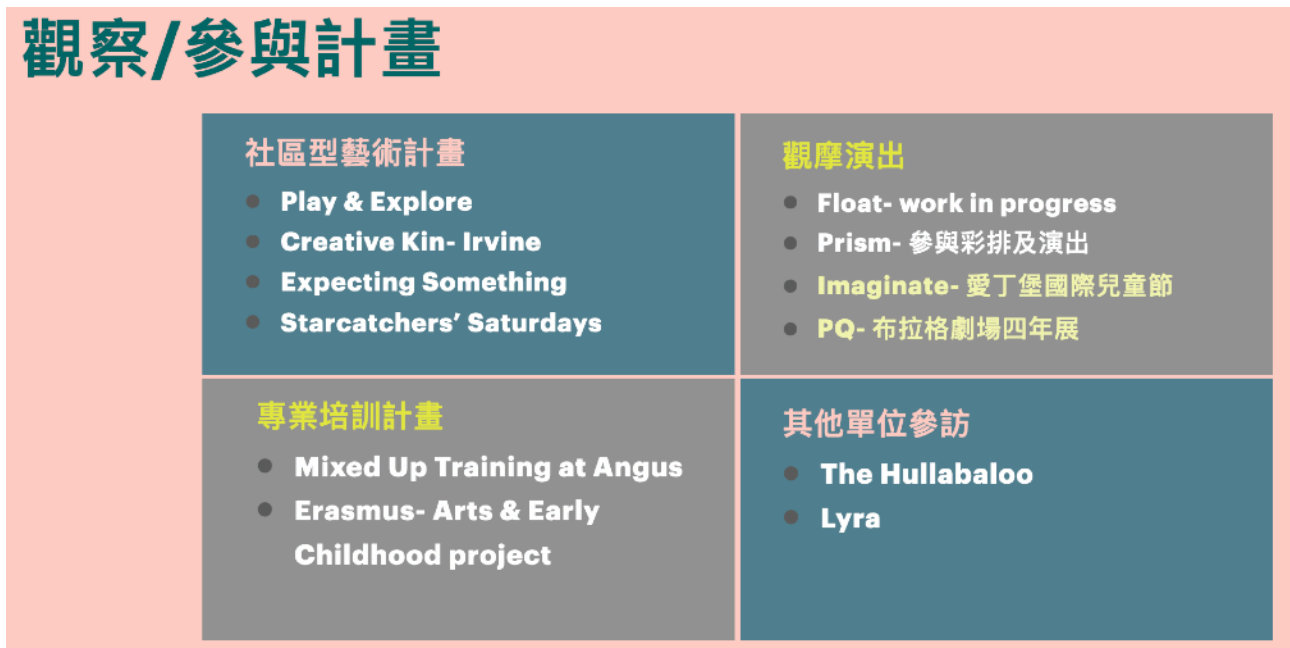 觀察/參與計畫
社區型藝術計畫
Play & Explore
Creative Kin- Irvine
Expecting Something
Starcatchers’ Saturdays
觀摩演出
Float- work in progress
Prism- 參與彩排及演出
Imaginate- 愛丁堡國際兒童節
PQ- 布拉格劇場四年展
專業培訓計畫
Mixed Up Training at Angus
Erasmus- Arts & Early
Childhood project
其他單位參訪
The Hullabaloo
Lyra